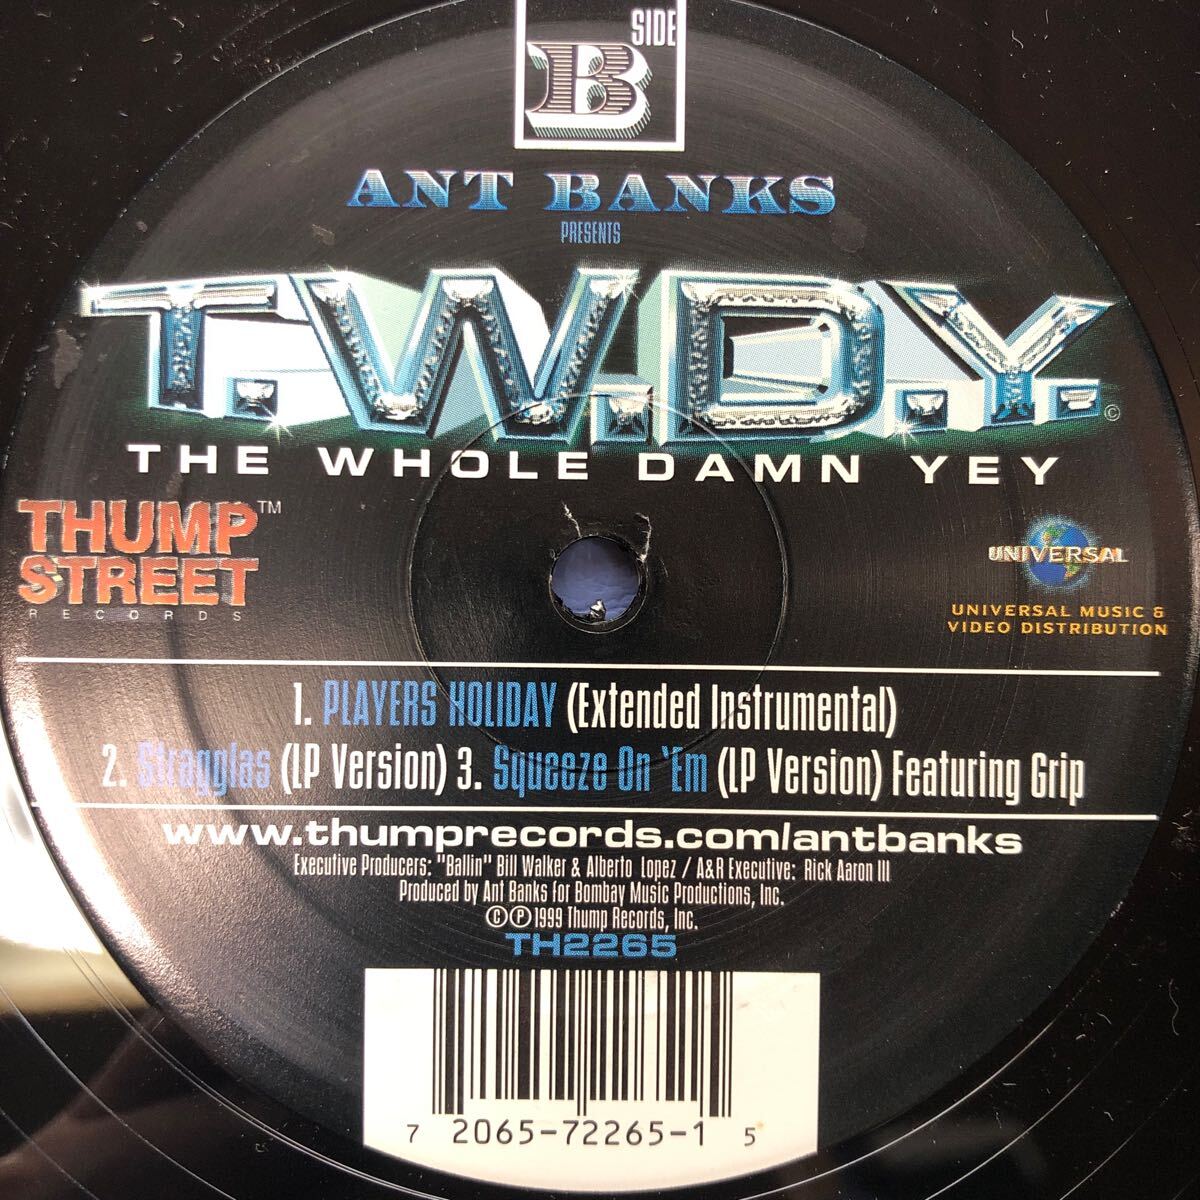 SIDE
B
ANT BANKS
PRESENTS
T.W.D.Y.
©
THE WHOLE DAMN YEY
THUMP™
STREET
RECORDS
UNIVERSAL
UNIVERSAL MUSIC &
VIDEO DISTRIBUTION
1. PLAYERS HOLIDAY (Extended Instrumental)
2. Stragglas (LP Version) 3. Squeeze On 'Em (LP Version) Featuring Grip
www.thumprecords.com/antbanks
Executive Producers: "Ballin" Bill Walker & Alberto Lopez / A&R Executive: Rick Aaron III
Produced by Ant Banks for Bombay Music Productions, Inc.
©℗1999 Thump Records, Inc.
TH2265
7 2065-72265-1 5